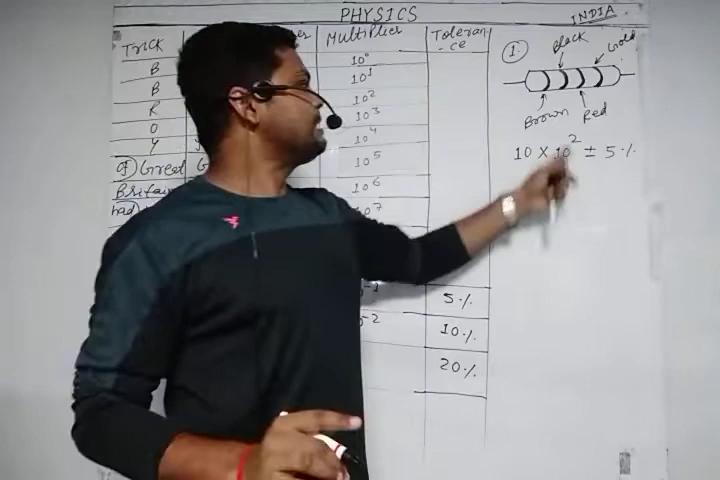 PHYSICS
INDIA
TRICK
Multiplier
Toleran
-ce
B
10⁰
B
10¹
B
10²
R
10³
O
10⁴
Y
10⁵
of Great
G
10⁶
Britain
10⁷
had
5%
-2
10%
20%
1.
Black
Gold
Brown
Red
10 × 10² ± 5%